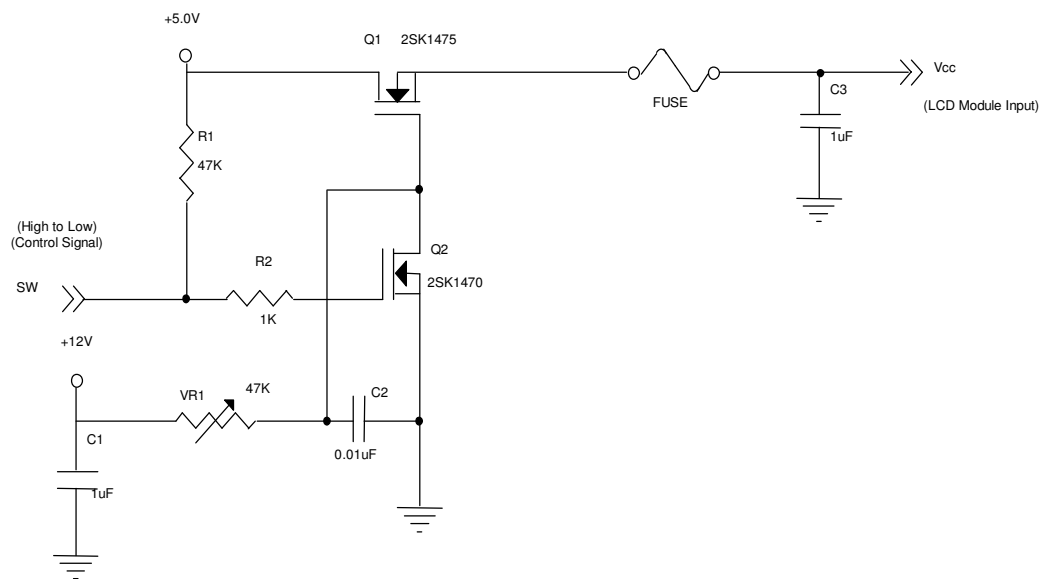 +5.0V
Q1 2SK1475
Vcc
FUSE
C3
(LCD Module Input)
R1
1uF
47K
(High to Low)
(Control Signal)
Q2
R2
SW
2SK1470
1K
+12V
VR1
47K
C2
C1
0.01uF
1uF